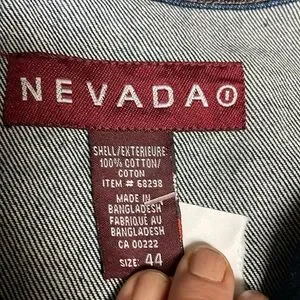 NEVADA ®
SHELL/EXTERIEURE
100% COTTON/
COTON
ITEM # 68298
MADE IN
BANGLADESH
FABRIQUE AU
BANGLADESH
CA 00222
SIZE: 44